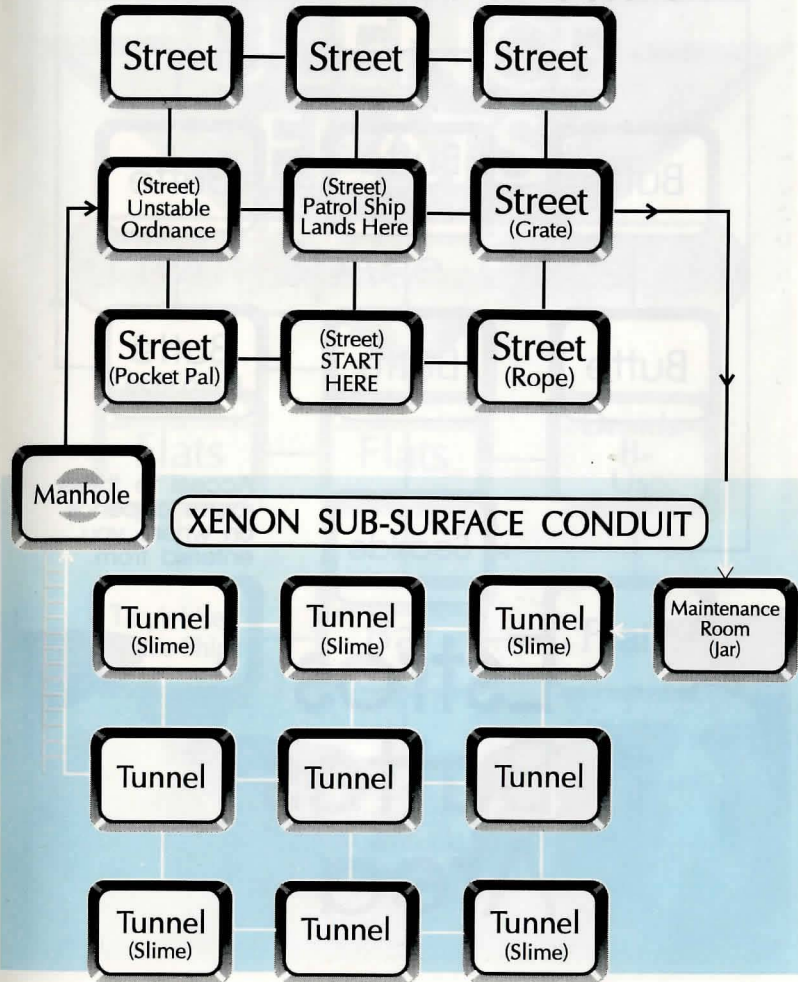 Street
Street
Street
(Street)
Unstable
Ordnance
(Street)
Patrol Ship
Lands Here
Street
(Grate)
Street
(Pocket Pal)
(Street)
START
HERE
Street
(Rope)
Manhole
XENON SUB-SURFACE CONDUIT
Tunnel
(Slime)
Tunnel
(Slime)
Tunnel
(Slime)
Maintenance
Room
(Jar)
Tunnel
Tunnel
Tunnel
Tunnel
(Slime)
Tunnel
Tunnel
(Slime)